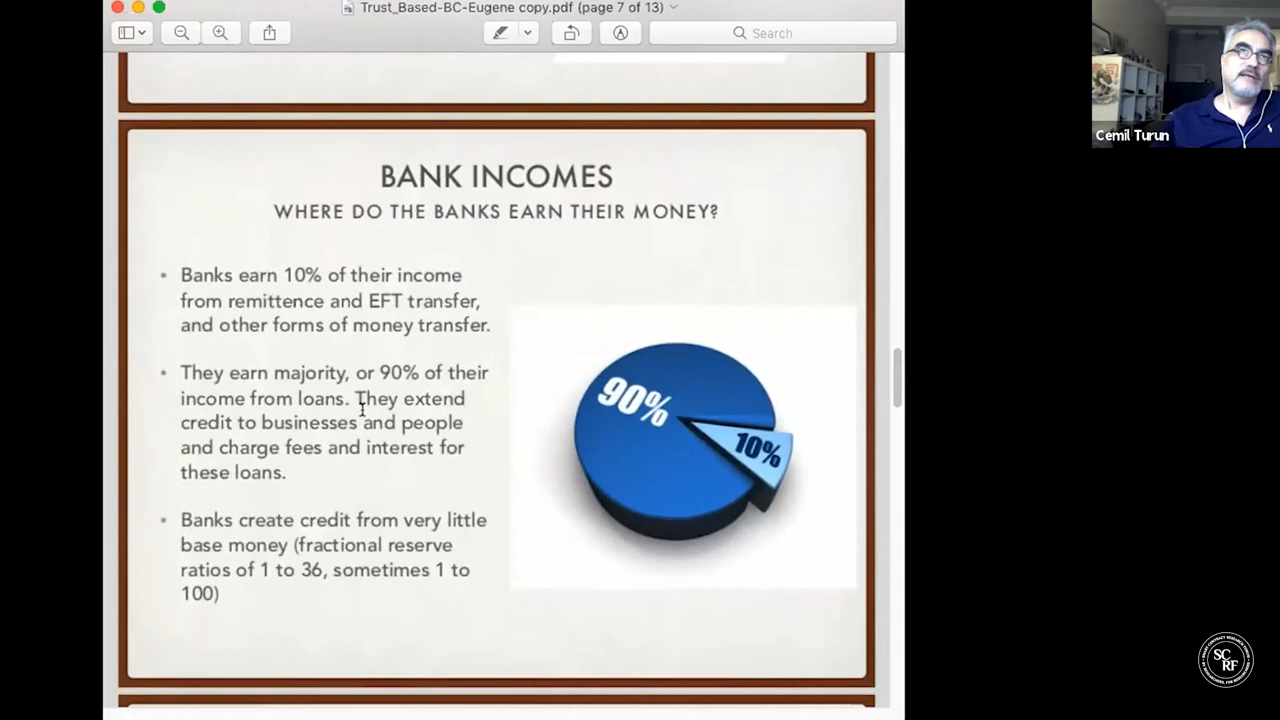 Trust_Based-BC-Eugene copy.pdf (page 7 of 13)
Search
BANK INCOMES
WHERE DO THE BANKS EARN THEIR MONEY?
• Banks earn 10% of their income
from remittence and EFT transfer,
and other forms of money transfer.
• They earn majority, or 90% of their
income from loans. They extend
credit to businesses and people
and charge fees and interest for
these loans.
• Banks create credit from very little
base money (fractional reserve
ratios of 1 to 36, sometimes 1 to
100)
90%
10%
Cemil Turun
SC
RF